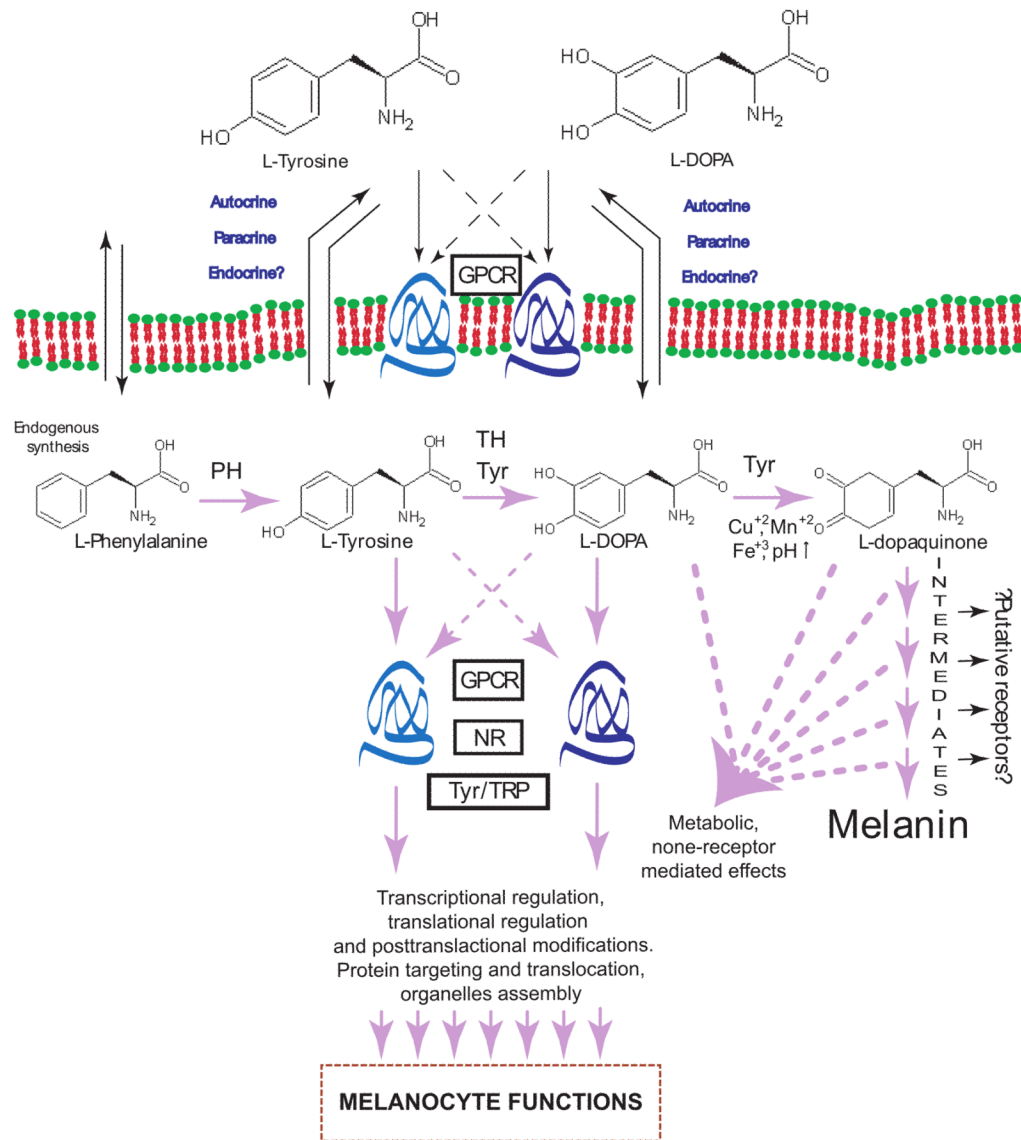 OH
O
NH2
HO
L-Tyrosine
OH
O
NH2
HO
HO
L-DOPA
Autocrine
Paracrine
Endocrine?
Autocrine
Paracrine
Endocrine?
GPCR
Endogenous
synthesis
OH
O
NH2
L-Phenylalanine
PH
OH
O
NH2
HO
L-Tyrosine
TH
Tyr
OH
O
NH2
HO
HO
L-DOPA
Tyr
Cu+2,Mn+2
Fe+3,pH ↑
OH
O
NH2
O
O
L-dopaquinone
INTERMEDIATES
?Putative receptors?
GPCR
NR
Tyr/TRP
Metabolic,
none-receptor
mediated effects
Melanin
Transcriptional regulation,
translational regulation
and posttranslactional modifications.
Protein targeting and translocation,
organelles assembly
MELANOCYTE FUNCTIONS